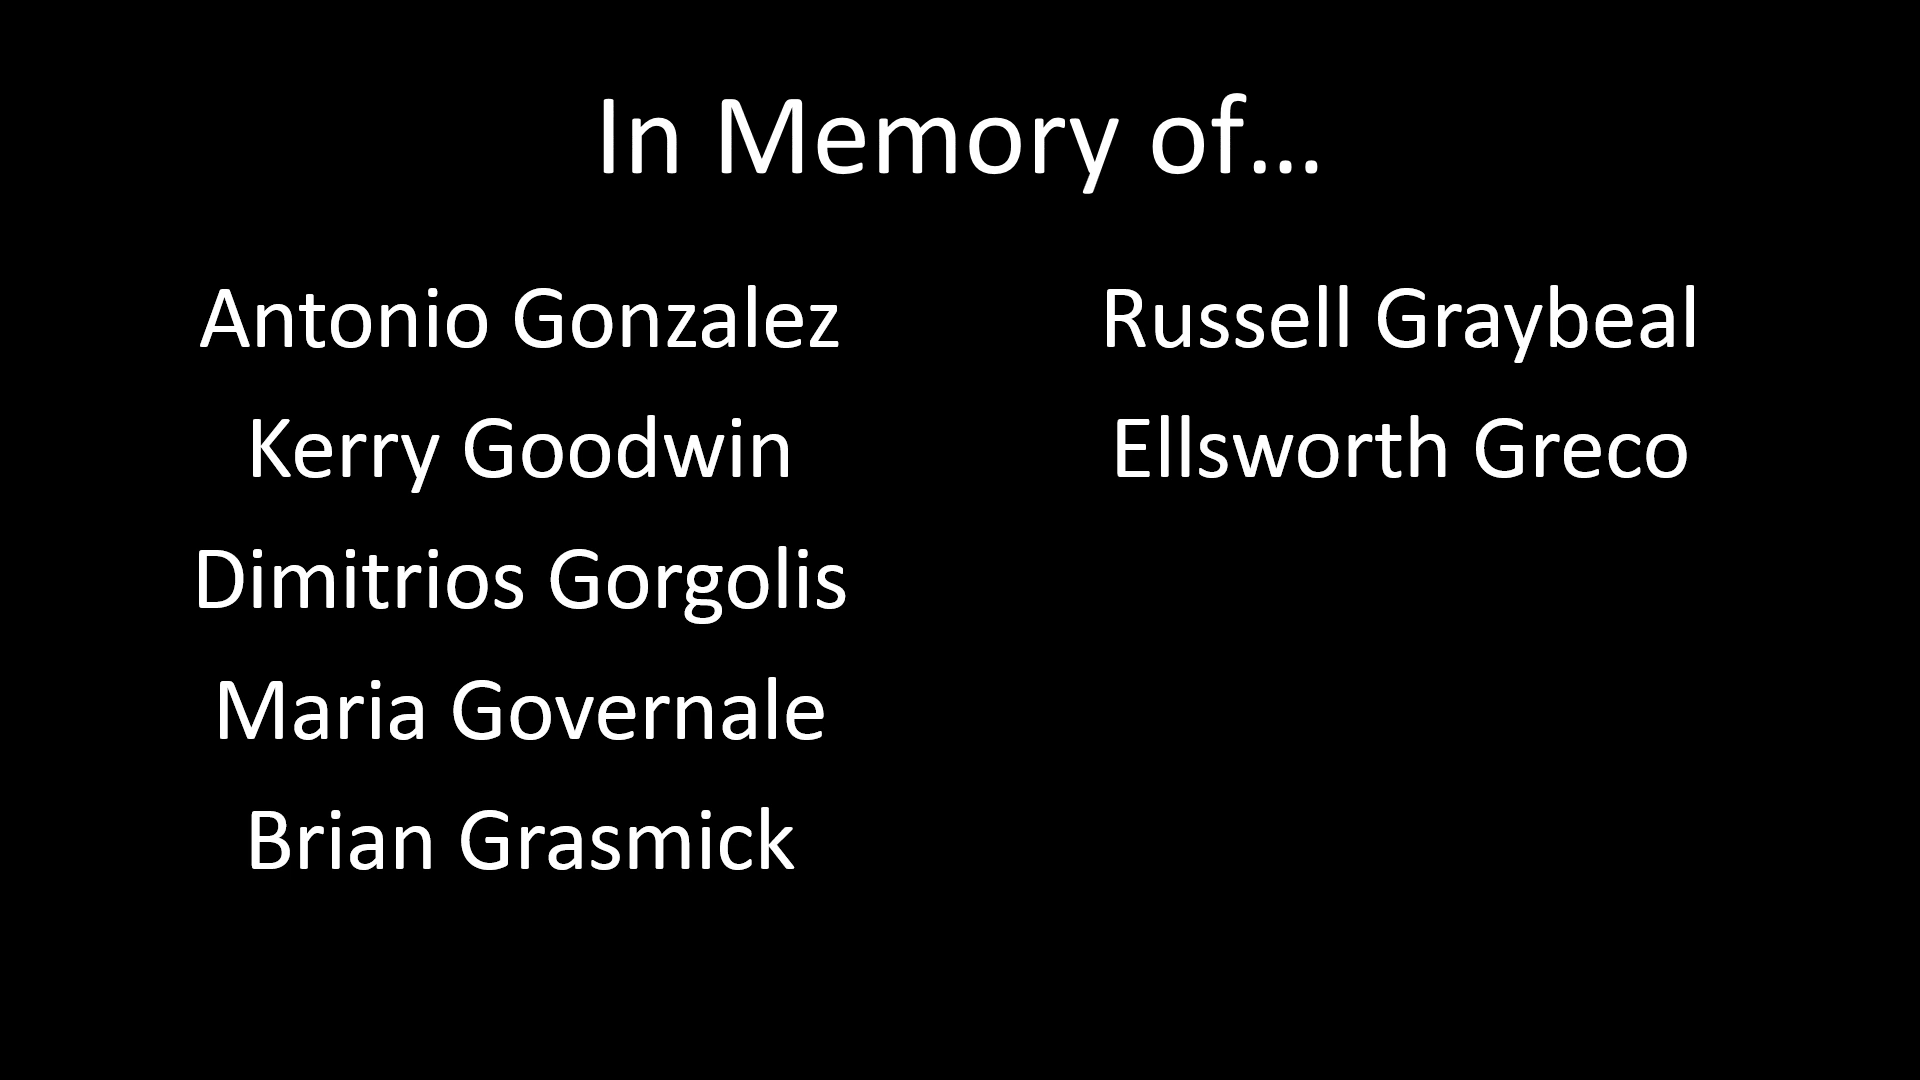 In Memory of…
Antonio Gonzalez
Kerry Goodwin
Dimitrios Gorgolis
Maria Governale
Brian Grasmick
Russell Graybeal
Ellsworth Greco